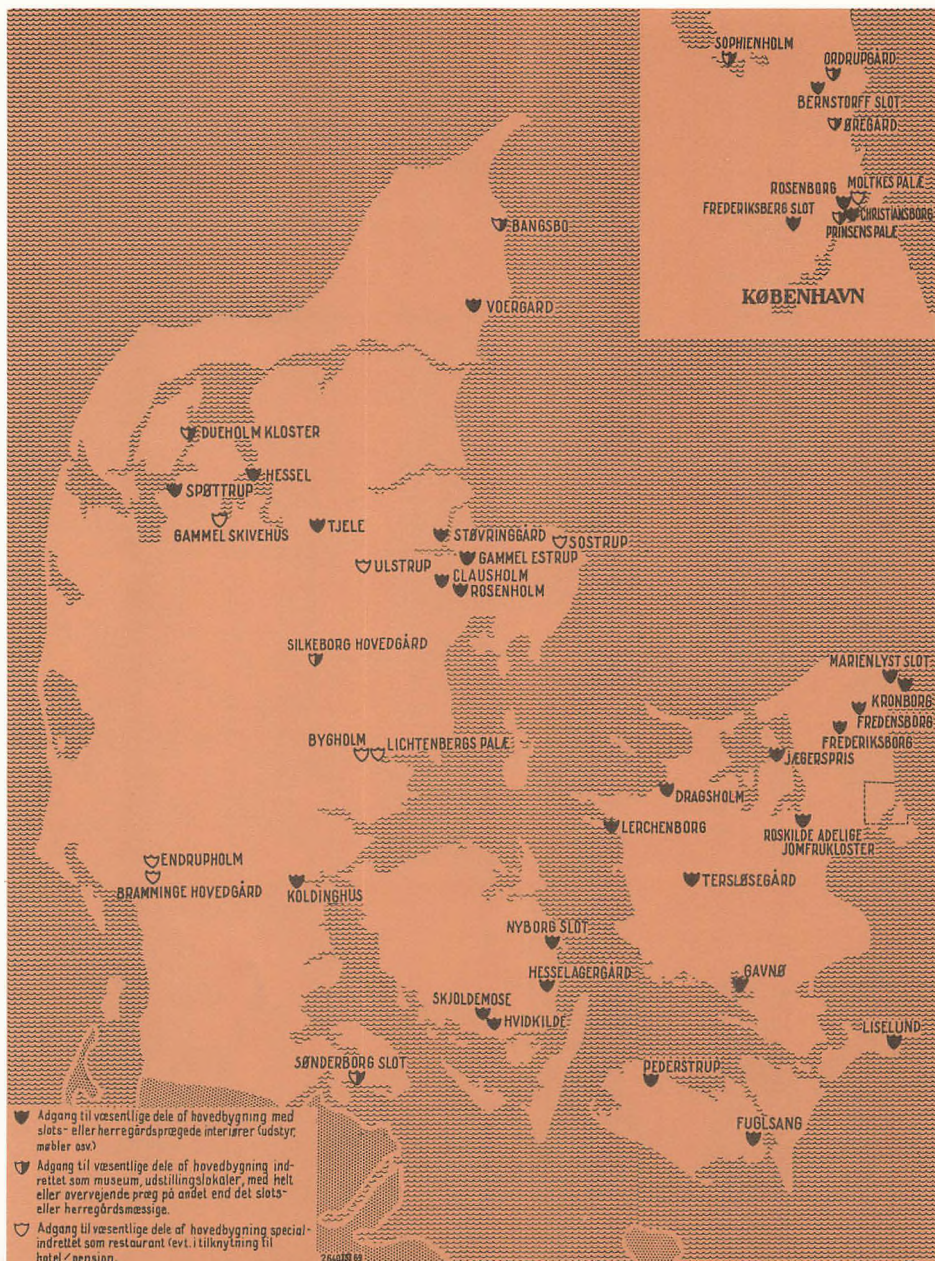 SOPHIENHOLM
ORDRUPGÅRD
BERNSTORFF SLOT
ØREGÅRD
ROSENBORG
MOLTKES PALÆ
FREDERIKSBERG SLOT
CHRISTIANSBORG
PRINSENS PALÆ
KØBENHAVN
BANGSBO
VOERGÅRD
DUEHOLM KLOSTER
HESSEL
SPØTTRUP
GAMMEL SKIVEHUS
TJELE
STØVRINGGÅRD
SOSTRUP
GAMMEL ESTRUP
ULSTRUP
CLAUSHOLM
ROSENHOLM
SILKEBORG HOVEDGÅRD
MARIENLYST SLOT
KRONBORG
FREDENSBORG
FREDERIKSBORG
BYGHOLM
LICHTENBERGS PALÆ
JÆGERSPRIS
DRAGSHOLM
LERCHENBORG
ROSKILDE ADELIGE
JOMFRUKLOSTER
ENDRUPHOLM
BRAMMINGE HOVEDGÅRD
KOLDINGHUS
TERSLØSEGÅRD
NYBORG SLOT
HESSELAGERGÅRD
GAVNØ
SKJOLDEMOSE
HVIDKILDE
LISELUND
SØNDERBORG SLOT
PEDERSTRUP
FUGLSANG
Adgang til væsentlige dele af hovedbygning med
slots- eller herregårdsprægede interiører (udstyr,
møbler osv.)
Adgang til væsentlige dele af hovedbygning ind-
rettet som museum, udstillingslokaler, med helt
eller overvejende præg på andet end det slots-
eller herregårdsmæssige.
Adgang til væsentlige dele af hovedbygning special-
indrettet som restaurant (evt. i tilknytning til
hotel/pension.